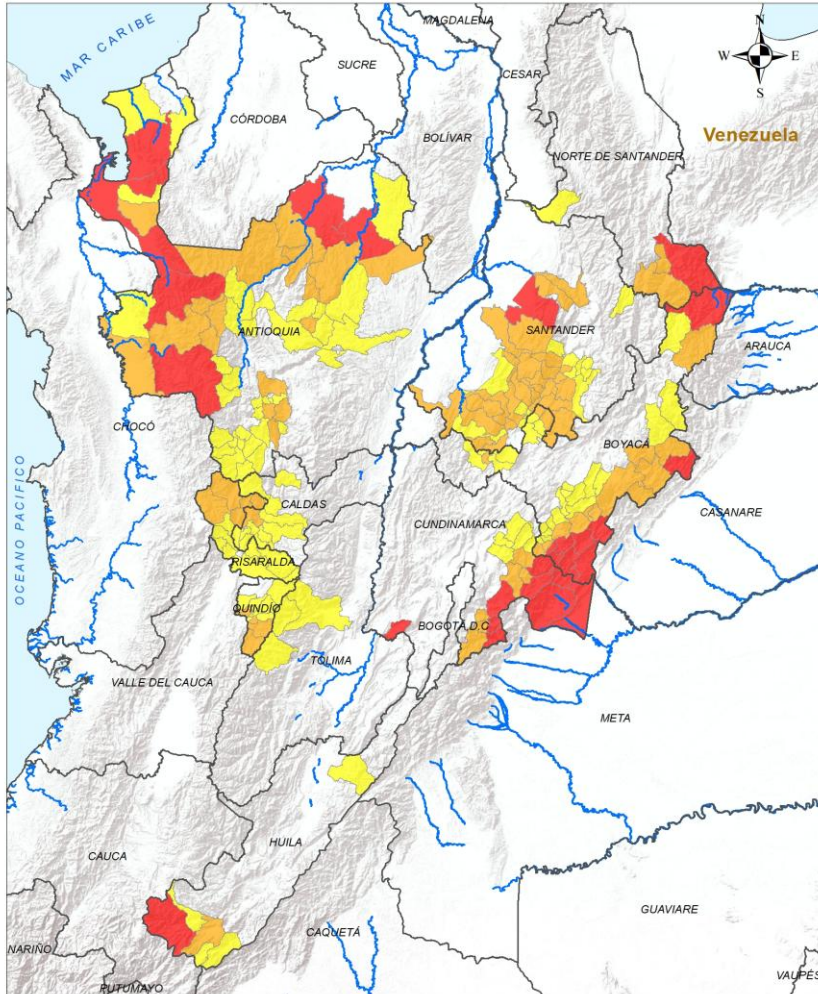 MAGDALENA
N
W E
S
MAR CARIBE
SUCRE
CESAR
CÓRDOBA
BOLÍVAR
Venezuela
NORTE DE SANTANDER
ANTIOQUIA
SANTANDER
ARAUCA
CHOCÓ
BOYACÁ
CALDAS
CUNDINAMARCA
CASANARE
OCEANO PACIFICO
RISARALDA
QUINDÍO
BOGOTÁ,D.C
TOLIMA
VALLE DEL CAUCA
META
HUILA
CAUCA
GUAVIARE
CAQUETÁ
NARIÑO
VAUPÉS
PUTUMAYO